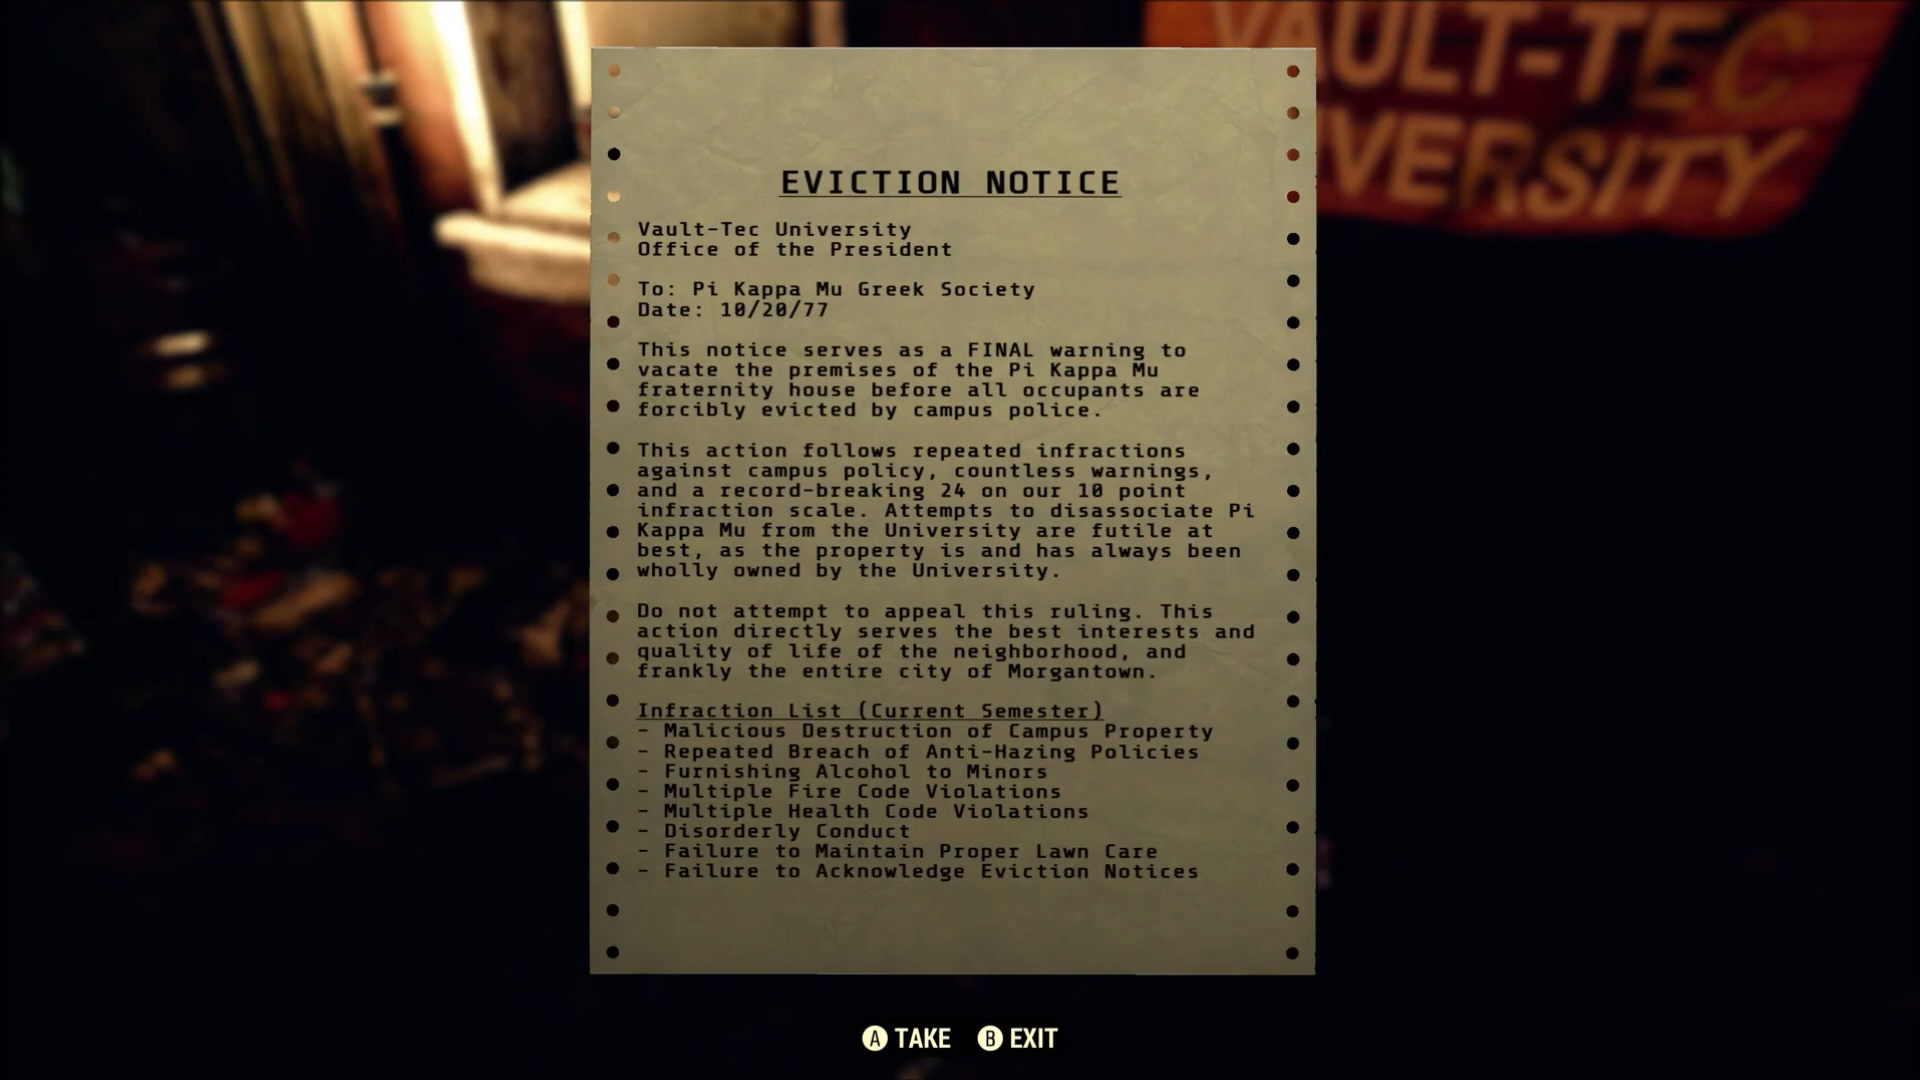 VAULT-TEC
VERSITY
EVICTION NOTICE
Vault-Tec University
Office of the President
To: Pi Kappa Mu Greek Society
Date: 10/20/77
This notice serves as a FINAL warning to
vacate the premises of the Pi Kappa Mu
fraternity house before all occupants are
forcibly evicted by campus police.
This action follows repeated infractions
against campus policy, countless warnings,
and a record-breaking 24 on our 10 point
infraction scale. Attempts to disassociate Pi
Kappa Mu from the University are futile at
best, as the property is and has always been
wholly owned by the University.
Do not attempt to appeal this ruling. This
action directly serves the best interests and
quality of life of the neighborhood, and
frankly the entire city of Morgantown.
Infraction List (Current Semester)
- Malicious Destruction of Campus Property
- Repeated Breach of Anti-Hazing Policies
- Furnishing Alcohol to Minors
- Multiple Fire Code Violations
- Multiple Health Code Violations
- Disorderly Conduct
- Failure to Maintain Proper Lawn Care
- Failure to Acknowledge Eviction Notices
A TAKE B EXIT